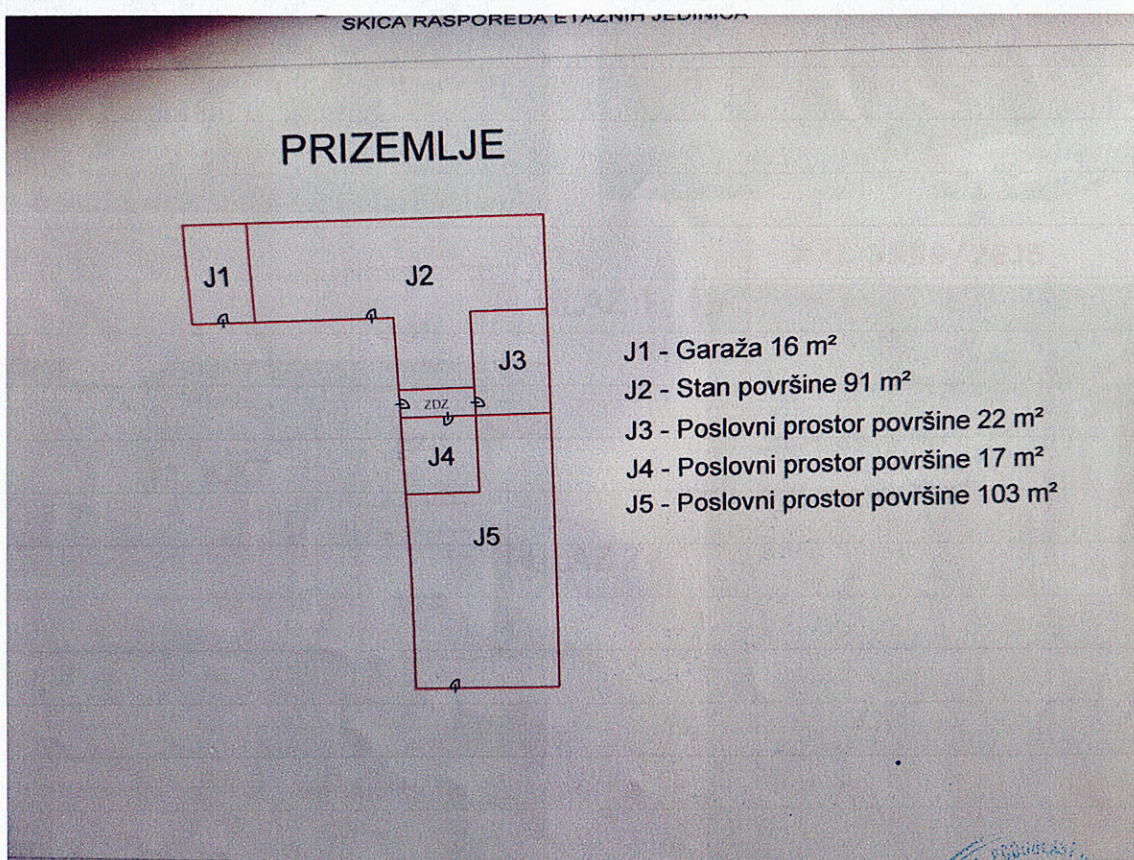 SKICA RASPOREDA ETAŽNIH JEDINICA
PRIZEMLJE
J1
J2
J3
ZDZ
J4
J5
J1 - Garaža 16 m²
J2 - Stan površine 91 m²
J3 - Poslovni prostor površine 22 m²
J4 - Poslovni prostor površine 17 m²
J5 - Poslovni prostor površine 103 m²